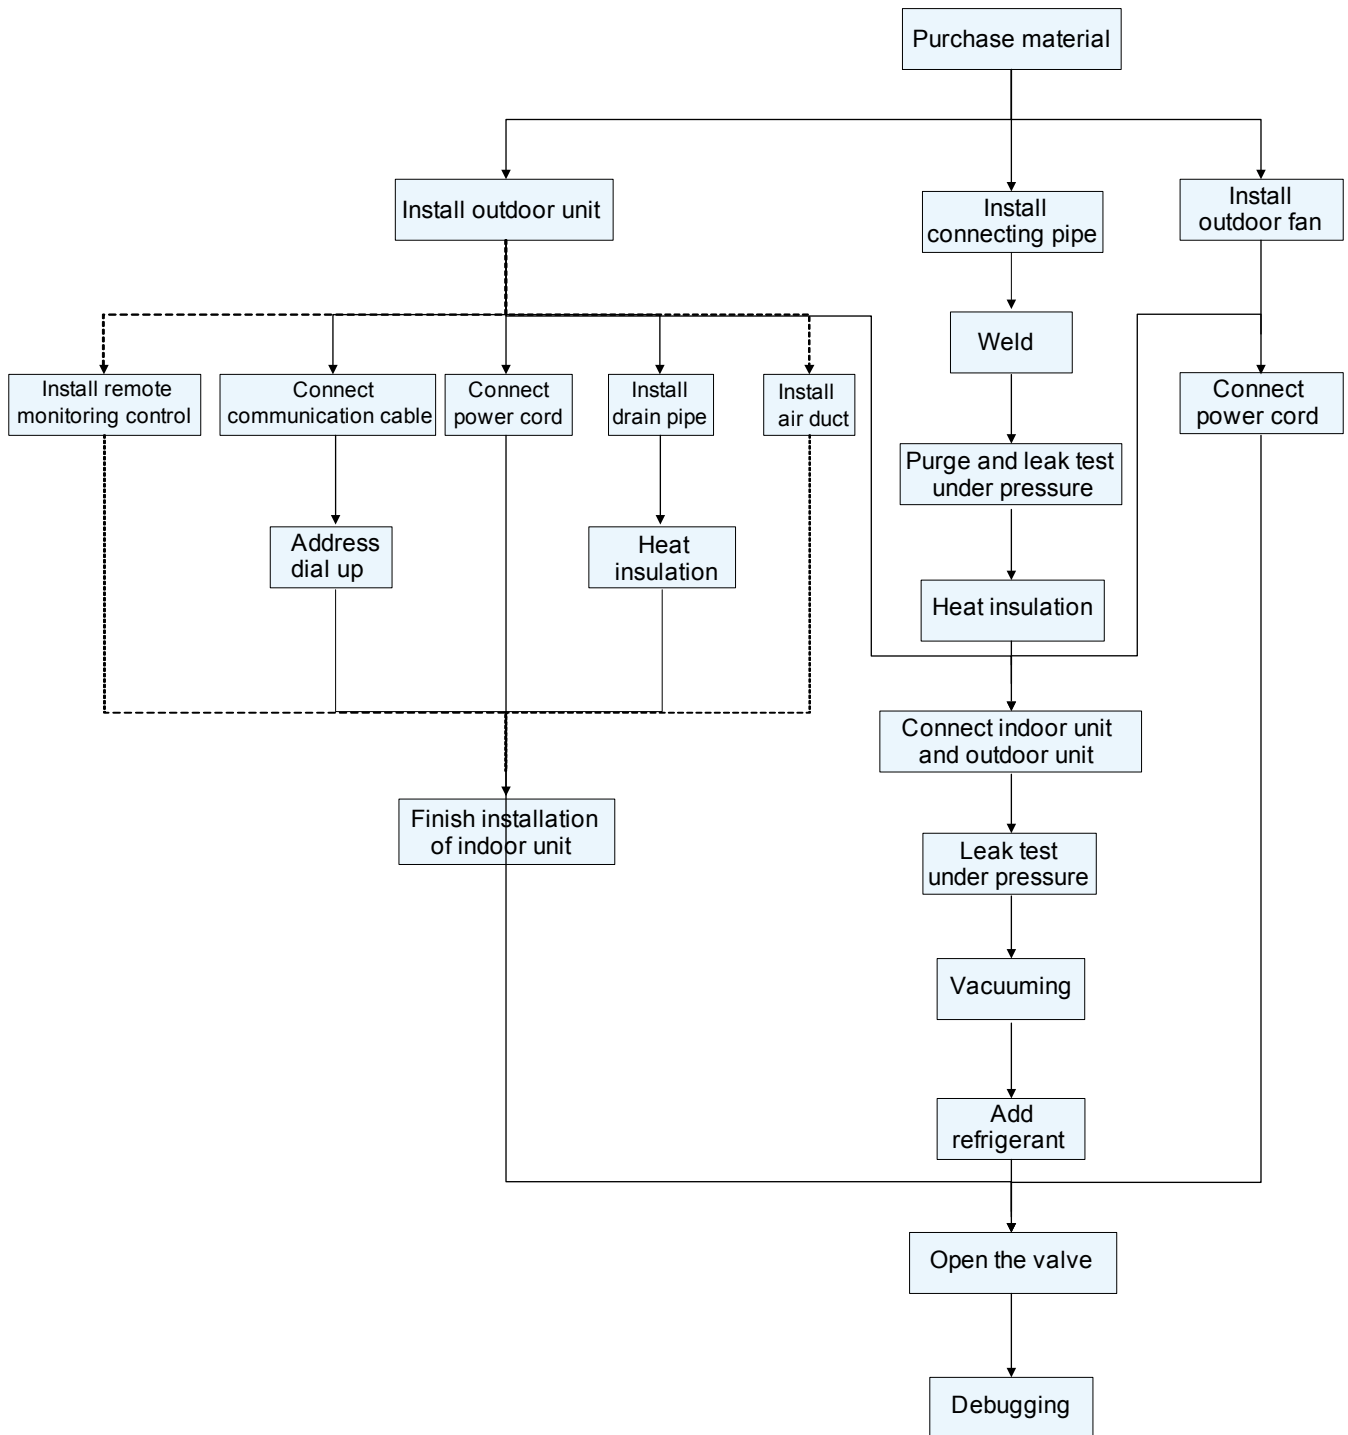 Purchase material
Install outdoor unit
Install
connecting pipe
Install
outdoor fan
Weld
Install remote
monitoring control
Connect
communication cable
Connect
power cord
Install
drain pipe
Install
air duct
Connect
power cord
Purge and leak test
under pressure
Address
dial up
Heat
insulation
Heat insulation
Connect indoor unit
and outdoor unit
Finish installation
of indoor unit
Leak test
under pressure
Vacuuming
Add
refrigerant
Open the valve
Debugging